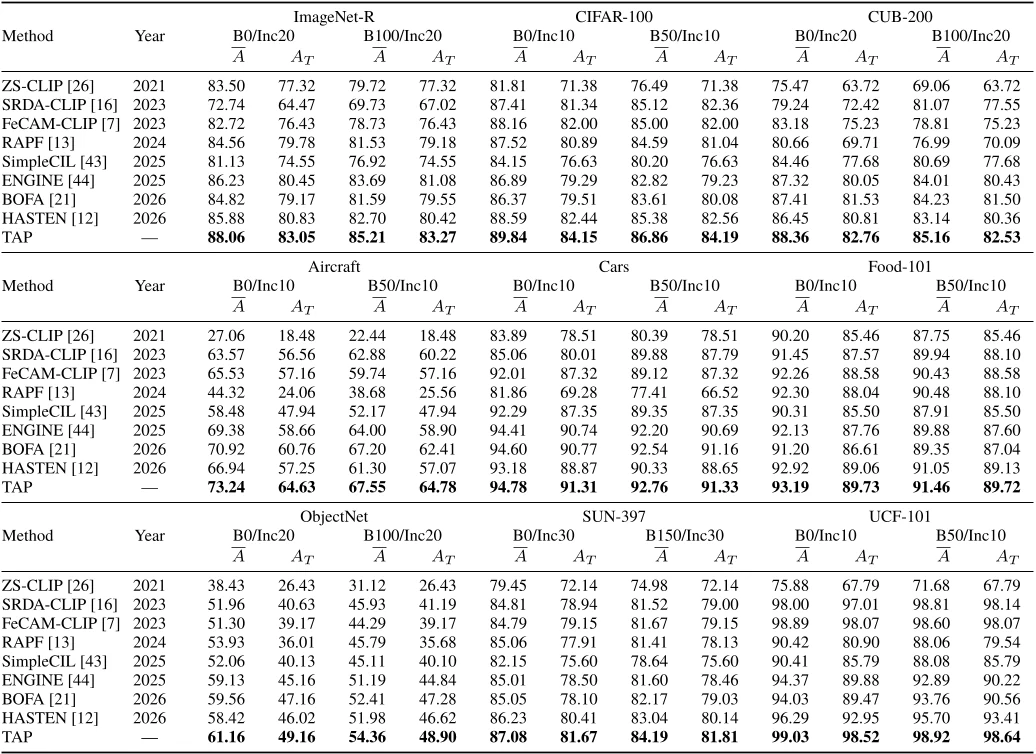 ImageNet-R CIFAR-100 CUB-200
Method Year B0/Inc20 B100/Inc20 B0/Inc10 B50/Inc10 B0/Inc20 B100/Inc20
A̅ A_T A̅ A_T A̅ A_T A̅ A_T A̅ A_T A̅ A_T
ZS-CLIP [26] 2021 83.50 77.32 79.72 77.32 81.81 71.38 76.49 71.38 75.47 63.72 69.06 63.72
SRDA-CLIP [16] 2023 72.74 64.47 69.73 67.02 87.41 81.34 85.12 82.36 79.24 72.42 81.07 77.55
FeCAM-CLIP [7] 2023 82.72 76.43 78.73 76.43 88.16 82.00 85.00 82.00 83.18 75.23 78.81 75.23
RAPF [13] 2024 84.56 79.78 81.53 79.18 87.52 80.89 84.59 81.04 80.66 69.71 76.99 70.09
SimpleCIL [43] 2025 81.13 74.55 76.92 74.55 84.15 76.63 80.20 76.63 84.46 77.68 80.69 77.68
ENGINE [44] 2025 86.23 80.45 83.69 81.08 86.89 79.29 82.82 79.23 87.32 80.05 84.01 80.43
BOFA [21] 2026 84.82 79.17 81.59 79.55 86.37 79.51 83.61 80.08 87.41 81.53 84.23 81.50
HASTEN [12] 2026 85.88 80.83 82.70 80.42 88.59 82.44 85.38 82.56 86.45 80.81 83.14 80.36
TAP — 88.06 83.05 85.21 83.27 89.84 84.15 86.86 84.19 88.36 82.76 85.16 82.53
Aircraft Cars Food-101
Method Year B0/Inc10 B50/Inc10 B0/Inc10 B50/Inc10 B0/Inc10 B50/Inc10
A̅ A_T A̅ A_T A̅ A_T A̅ A_T A̅ A_T A̅ A_T
ZS-CLIP [26] 2021 27.06 18.48 22.44 18.48 83.89 78.51 80.39 78.51 90.20 85.46 87.75 85.46
SRDA-CLIP [16] 2023 63.57 56.56 62.88 60.22 85.06 80.01 89.88 87.79 91.45 87.57 89.94 88.10
FeCAM-CLIP [7] 2023 65.53 57.16 59.74 57.16 92.01 87.32 89.12 87.32 92.26 88.58 90.43 88.58
RAPF [13] 2024 44.32 24.06 38.68 25.56 81.86 69.28 77.41 66.52 92.30 88.04 90.48 88.10
SimpleCIL [43] 2025 58.48 47.94 52.17 47.94 92.29 87.35 89.35 87.35 90.31 85.50 87.91 85.50
ENGINE [44] 2025 69.38 58.66 64.00 58.90 94.41 90.74 92.20 90.69 92.13 87.76 89.88 87.60
BOFA [21] 2026 70.92 60.76 67.20 62.41 94.60 90.77 92.54 91.16 91.20 86.61 89.35 87.04
HASTEN [12] 2026 66.94 57.25 61.30 57.07 93.18 88.87 90.33 88.65 92.92 89.06 91.05 89.13
TAP — 73.24 64.63 67.55 64.78 94.78 91.31 92.76 91.33 93.19 89.73 91.46 89.72
ObjectNet SUN-397 UCF-101
Method Year B0/Inc20 B100/Inc20 B0/Inc30 B150/Inc30 B0/Inc10 B50/Inc10
A̅ A_T A̅ A_T A̅ A_T A̅ A_T A̅ A_T A̅ A_T
ZS-CLIP [26] 2021 38.43 26.43 31.12 26.43 79.45 72.14 74.98 72.14 75.88 67.79 71.68 67.79
SRDA-CLIP [16] 2023 51.96 40.63 45.93 41.19 84.81 78.94 81.52 79.00 98.00 97.01 98.81 98.14
FeCAM-CLIP [7] 2023 51.30 39.17 44.29 39.17 84.79 79.15 81.67 79.15 98.89 98.07 98.60 98.07
RAPF [13] 2024 53.93 36.01 45.79 35.68 85.06 77.91 81.41 78.13 90.42 80.90 88.06 79.54
SimpleCIL [43] 2025 52.06 40.13 45.11 40.10 82.15 75.60 78.64 75.60 90.41 85.79 88.08 85.79
ENGINE [44] 2025 59.13 45.16 51.19 44.84 85.01 78.50 81.60 78.46 94.37 89.88 92.89 90.22
BOFA [21] 2026 59.56 47.16 52.41 47.28 85.05 78.10 82.17 79.03 94.03 89.47 93.76 90.56
HASTEN [12] 2026 58.42 46.02 51.98 46.62 86.23 80.41 83.04 80.14 96.29 92.95 95.70 93.41
TAP — 61.16 49.16 54.36 48.90 87.08 81.67 84.19 81.81 99.03 98.52 98.92 98.64